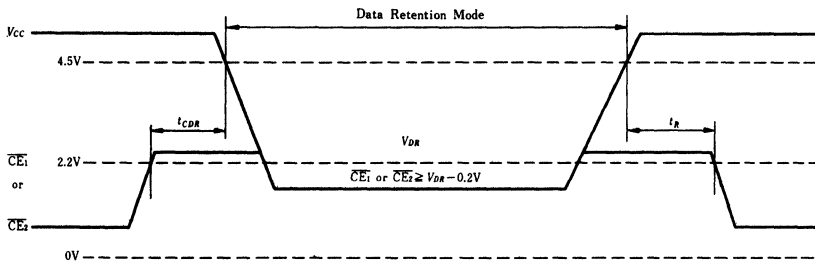 Data Retention Mode
VCC
4.5V
tCDR
tR
VDR
CE1
2.2V
or
CE1 or CE2 ≧ VDR−0.2V
CE2
0V